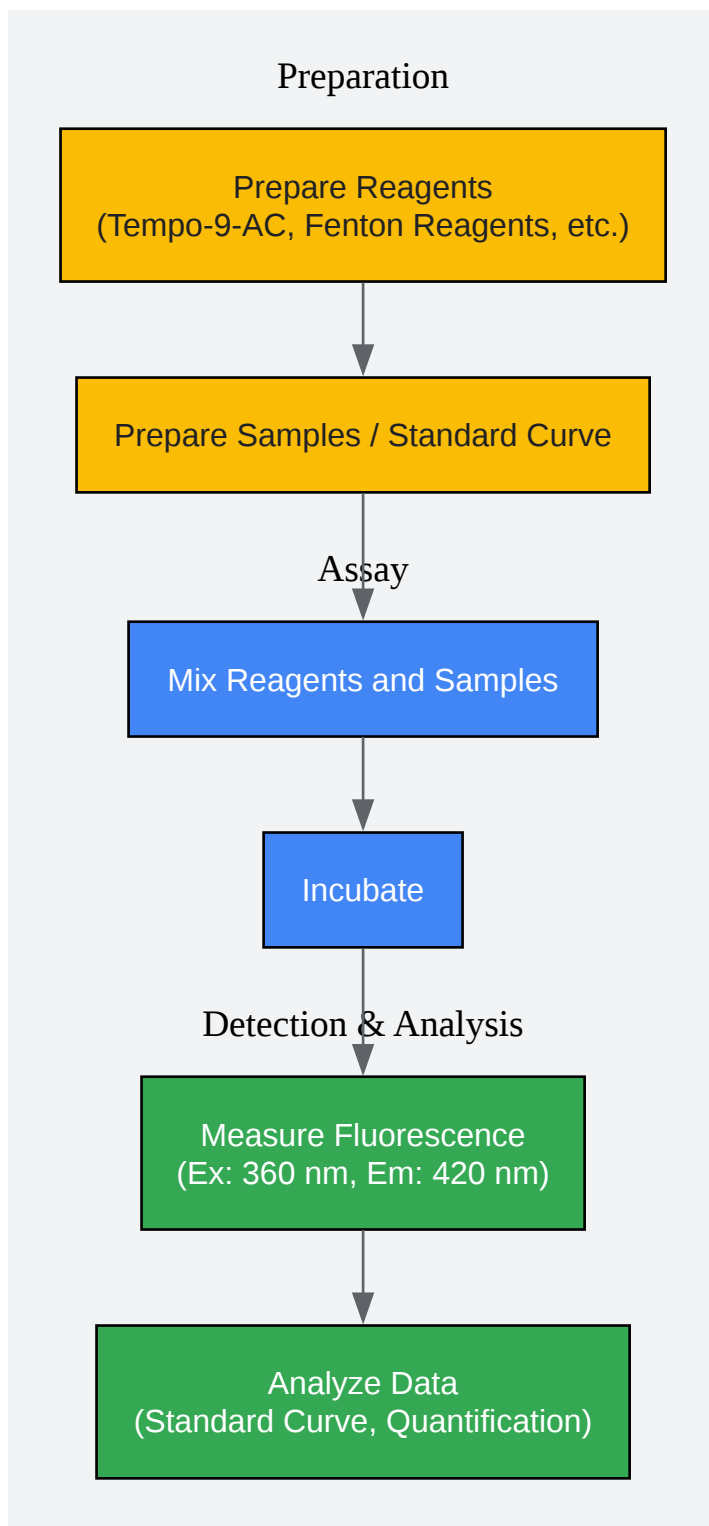 Preparation
Prepare Reagents
(Tempo-9-AC, Fenton Reagents, etc.)
Prepare Samples / Standard Curve
Assay
Mix Reagents and Samples
Incubate
Detection & Analysis
Measure Fluorescence
(Ex: 360 nm, Em: 420 nm)
Analyze Data
(Standard Curve, Quantification)